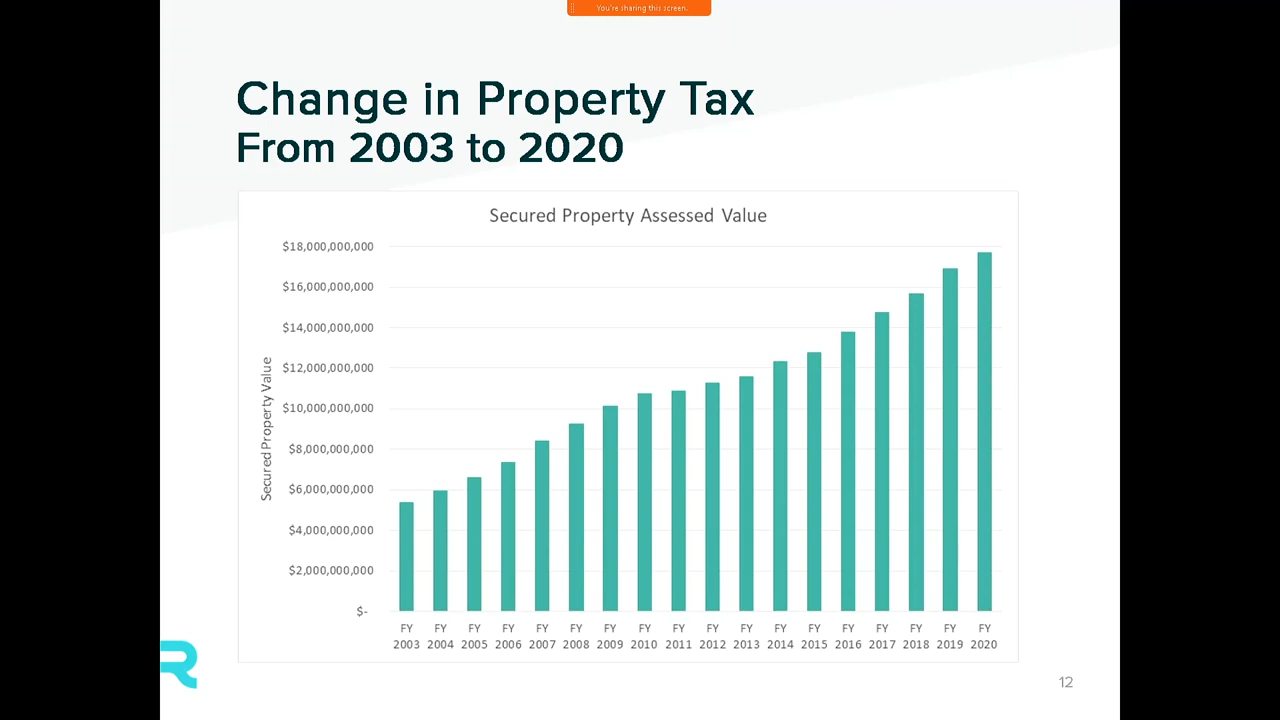 You're sharing this screen.
Change in Property Tax
From 2003 to 2020
Secured Property Assessed Value
$18,000,000,000
$16,000,000,000
$14,000,000,000
$12,000,000,000
$10,000,000,000
$8,000,000,000
$6,000,000,000
$4,000,000,000
$2,000,000,000
$-
Secured Property Value
FY FY FY FY FY FY FY FY FY FY FY FY FY FY FY FY FY FY
2003 2004 2005 2006 2007 2008 2009 2010 2011 2012 2013 2014 2015 2016 2017 2018 2019 2020
R
12